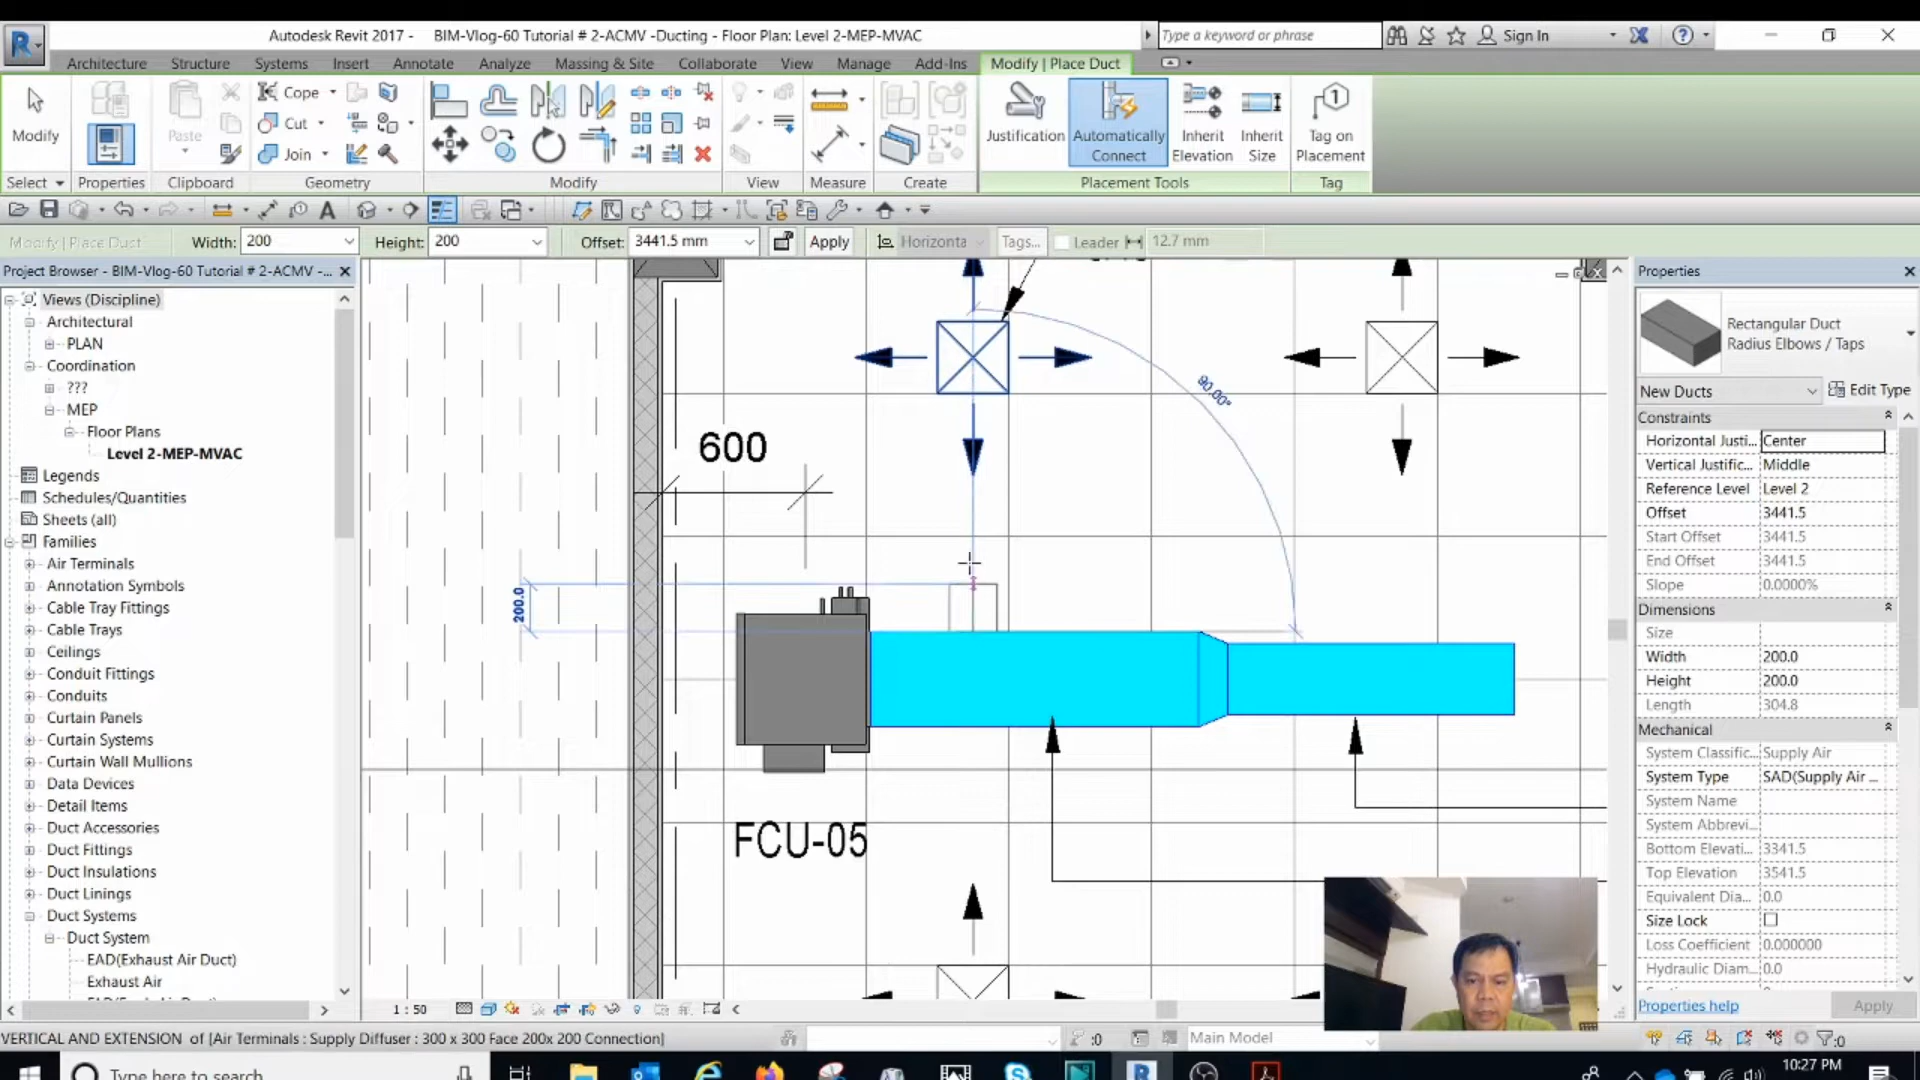 Autodesk Revit 2017 - BIM-Vlog-60 Tutorial # 2-ACMV -Ducting - Floor Plan: Level 2-MEP-MVAC
Type a keyword or phrase
Sign In
Architecture Structure Systems Insert Annotate Analyze Massing & Site Collaborate View Manage Add-Ins Modify | Place Duct
Modify Paste Cope Cut Join Justification Automatically Connect Inherit Elevation Inherit Size Tag on Placement
Select Properties Clipboard Geometry Modify View Measure Create Placement Tools Tag
Modify | Place Duct Width: 200 Height: 200 Offset: 3441.5 mm Apply Horizonta Tags... Leader 12.7 mm
Project Browser - BIM-Vlog-60 Tutorial # 2-ACMV -...
Views (Discipline)
Architectural
PLAN
Coordination
???
MEP
Floor Plans
Level 2-MEP-MVAC
Legends
Schedules/Quantities
Sheets (all)
Families
Air Terminals
Annotation Symbols
Cable Tray Fittings
Cable Trays
Ceilings
Conduit Fittings
Conduits
Curtain Panels
Curtain Systems
Curtain Wall Mullions
Data Devices
Detail Items
Duct Accessories
Duct Fittings
Duct Insulations
Duct Linings
Duct Systems
Duct System
EAD(Exhaust Air Duct)
Exhaust Air
90.00°
600
200.0
FCU-05
1 : 50
Properties
Rectangular Duct
Radius Elbows / Taps
New Ducts Edit Type
Constraints
Horizontal Justi... Center
Vertical Justific... Middle
Reference Level Level 2
Offset 3441.5
Start Offset 3441.5
End Offset 3441.5
Slope 0.0000%
Dimensions
Size
Width 200.0
Height 200.0
Length 304.8
Mechanical
System Classific... Supply Air
System Type SAD(Supply Air ...
System Name
System Abbrevi...
Bottom Elevati... 3341.5
Top Elevation 3541.5
Equivalent Dia... 0.0
Size Lock
Loss Coefficient 0.000000
Hydraulic Diam... 0.0
Properties help Apply
VERTICAL AND EXTENSION of [Air Terminals : Supply Diffuser : 300 x 300 Face 200x 200 Connection]
:0 Main Model :0
Type here to search
10:27 PM